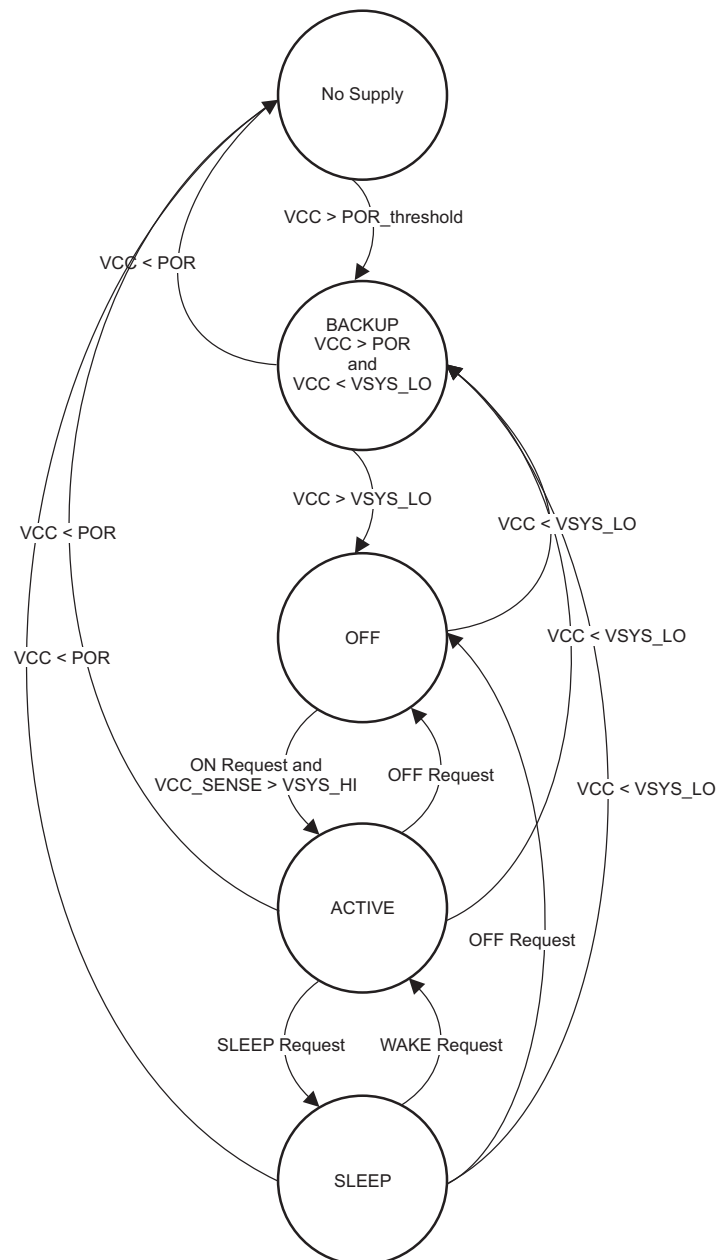 No Supply
VCC > POR_threshold
VCC < POR
BACKUP
VCC > POR
and
VCC < VSYS_LO
VCC > VSYS_LO
VCC < VSYS_LO
VCC < POR
OFF
VCC < VSYS_LO
VCC < POR
ON Request and
VCC_SENSE > VSYS_HI
OFF Request
VCC < VSYS_LO
ACTIVE
OFF Request
SLEEP Request
WAKE Request
SLEEP